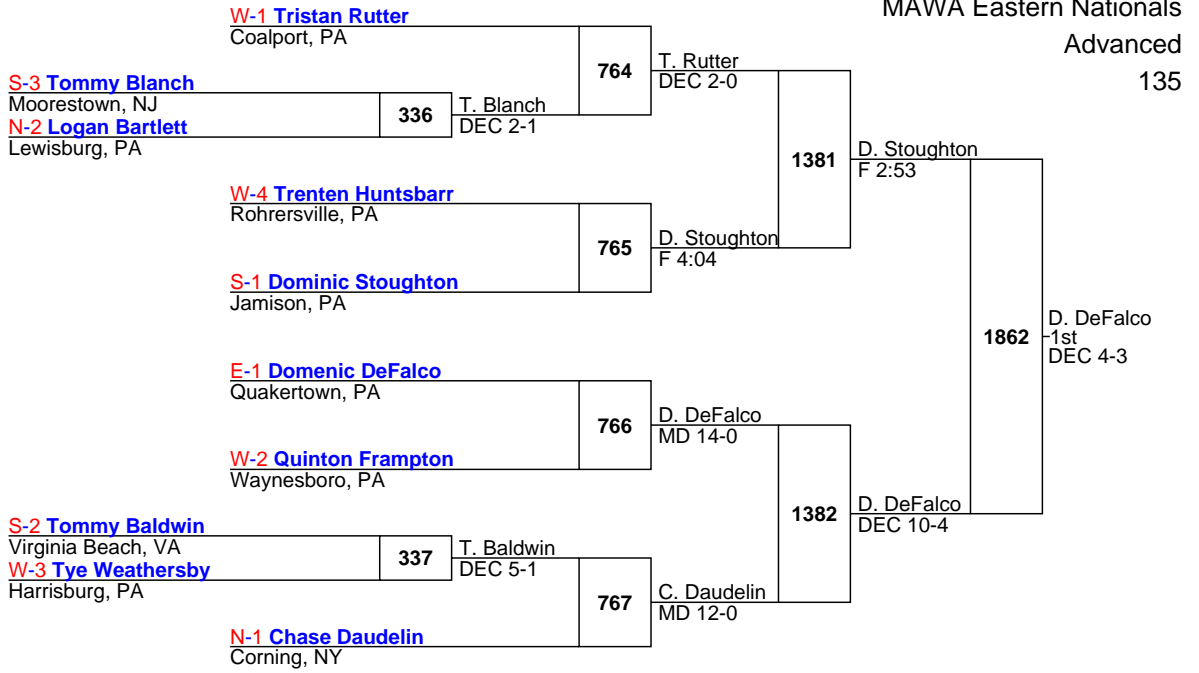 MAWA Eastern Nationals
Advanced
135
W-1 Tristan Rutter
Coalport, PA
S-3 Tommy Blanch
Moorestown, NJ
N-2 Logan Bartlett
Lewisburg, PA
336
T. Blanch
DEC 2-1
764
T. Rutter
DEC 2-0
W-4 Trenten Huntsbarr
Rohrersville, PA
S-1 Dominic Stoughton
Jamison, PA
765
D. Stoughton
F 4:04
1381
D. Stoughton
F 2:53
E-1 Domenic DeFalco
Quakertown, PA
W-2 Quinton Frampton
Waynesboro, PA
766
D. DeFalco
MD 14-0
S-2 Tommy Baldwin
Virginia Beach, VA
W-3 Tye Weathersby
Harrisburg, PA
337
T. Baldwin
DEC 5-1
N-1 Chase Daudelin
Corning, NY
767
C. Daudelin
MD 12-0
1382
D. DeFalco
DEC 10-4
1862
D. DeFalco
1st
DEC 4-3